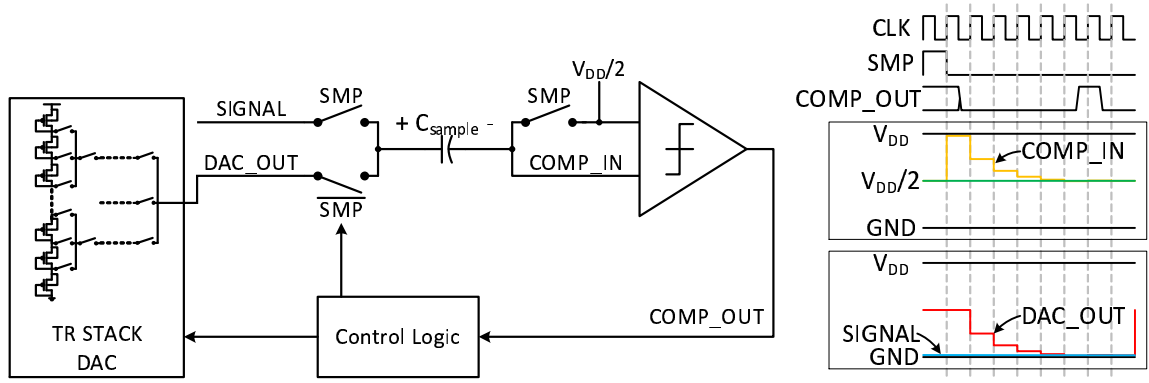 SIGNAL
SMP
+ Csample -
SMP
VDD/2
DAC_OUT
COMP_IN
SMP
TR STACK
DAC
Control Logic
COMP_OUT
CLK
SMP
COMP_OUT
VDD
COMP_IN
VDD/2
GND
VDD
DAC_OUT
SIGNAL
GND